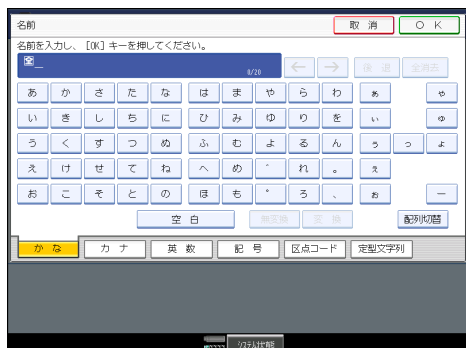 名前 取 消 ＯＫ
名前を入力し、［OK］キーを押してください。
全_ 0/20 ← → 後 退 全消去
あ か さ た な は ま や ら わ ぁ ゃ
い き し ち に ひ み ゆ り を ぃ ゅ
う く す つ ぬ ふ む よ る ん ぅ っ ょ
え け せ て ね へ め ゛ れ 。 ぇ
お こ そ と の ほ も ゜ ろ 、 ぉ ー
空 白 無変換 変 換 配列切替
か な カ ナ 英 数 記 号 区点コード 定型文字列
システム状態